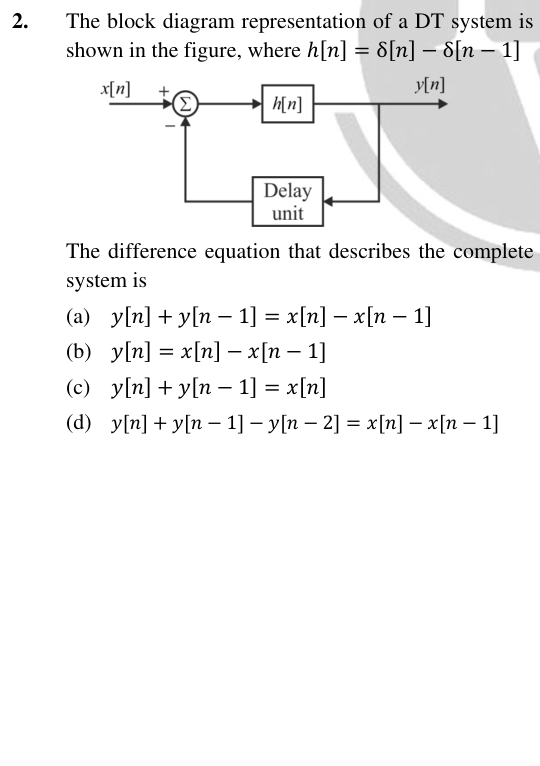 2. The block diagram representation of a DT system is
shown in the figure, where h[n] = δ[n] − δ[n − 1]
x[n] + Σ h[n] y[n]
−
Delay
unit
The difference equation that describes the complete
system is
(a) y[n] + y[n − 1] = x[n] − x[n − 1]
(b) y[n] = x[n] − x[n − 1]
(c) y[n] + y[n − 1] = x[n]
(d) y[n] + y[n − 1] − y[n − 2] = x[n] − x[n − 1]